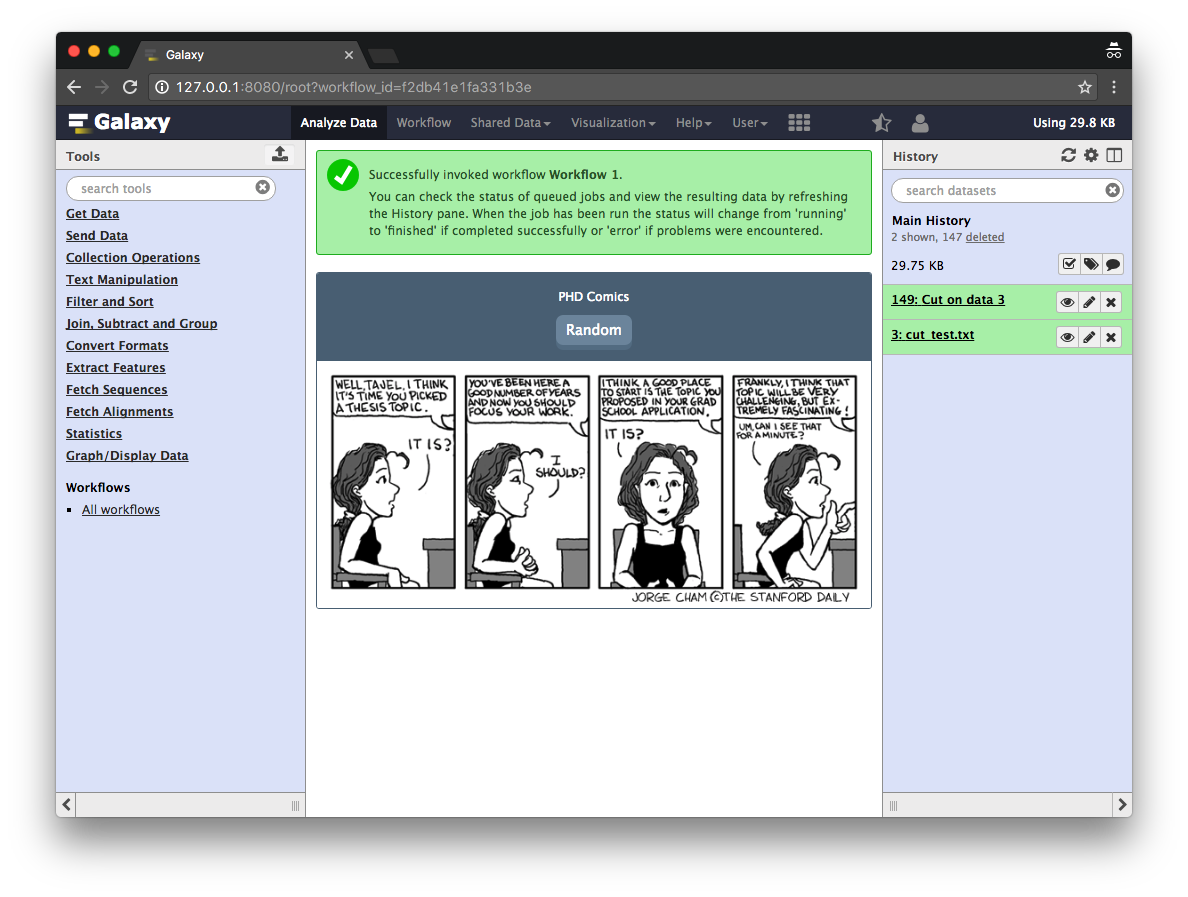 Galaxy
127.0.0.1:8080/root?workflow_id=f2db41e1fa331b3e
Galaxy
Analyze Data
Workflow
Shared Data
Visualization
Help
User
Using 29.8 KB
Tools
search tools
Get Data
Send Data
Collection Operations
Text Manipulation
Filter and Sort
Join, Subtract and Group
Convert Formats
Extract Features
Fetch Sequences
Fetch Alignments
Statistics
Graph/Display Data
Workflows
All workflows
Successfully invoked workflow Workflow 1.
You can check the status of queued jobs and view the resulting data by refreshing
the History pane. When the job has been run the status will change from 'running'
to 'finished' if completed successfully or 'error' if problems were encountered.
PHD Comics
Random
WELL, TAJEL, I THINK
IT'S TIME YOU PICKED
A THESIS TOPIC.
IT IS?
YOU'VE BEEN HERE A
GOOD NUMBER OF YEARS
AND NOW YOU SHOULD
FOCUS YOUR WORK.
I
SHOULD?
I THINK A GOOD PLACE
TO START IS THE TOPIC YOU
PROPOSED IN YOUR GRAD
SCHOOL APPLICATION.
IT IS?
FRANKLY, I THINK THAT
TOPIC WILL BE VERY
CHALLENGING, BUT EX-
TREMELY FASCINATING!
UM, CAN I SEE THAT
FOR A MINUTE?
JORGE CHAM ©THE STANFORD DAILY
History
search datasets
Main History
2 shown, 147 deleted
29.75 KB
149: Cut on data 3
3: cut_test.txt